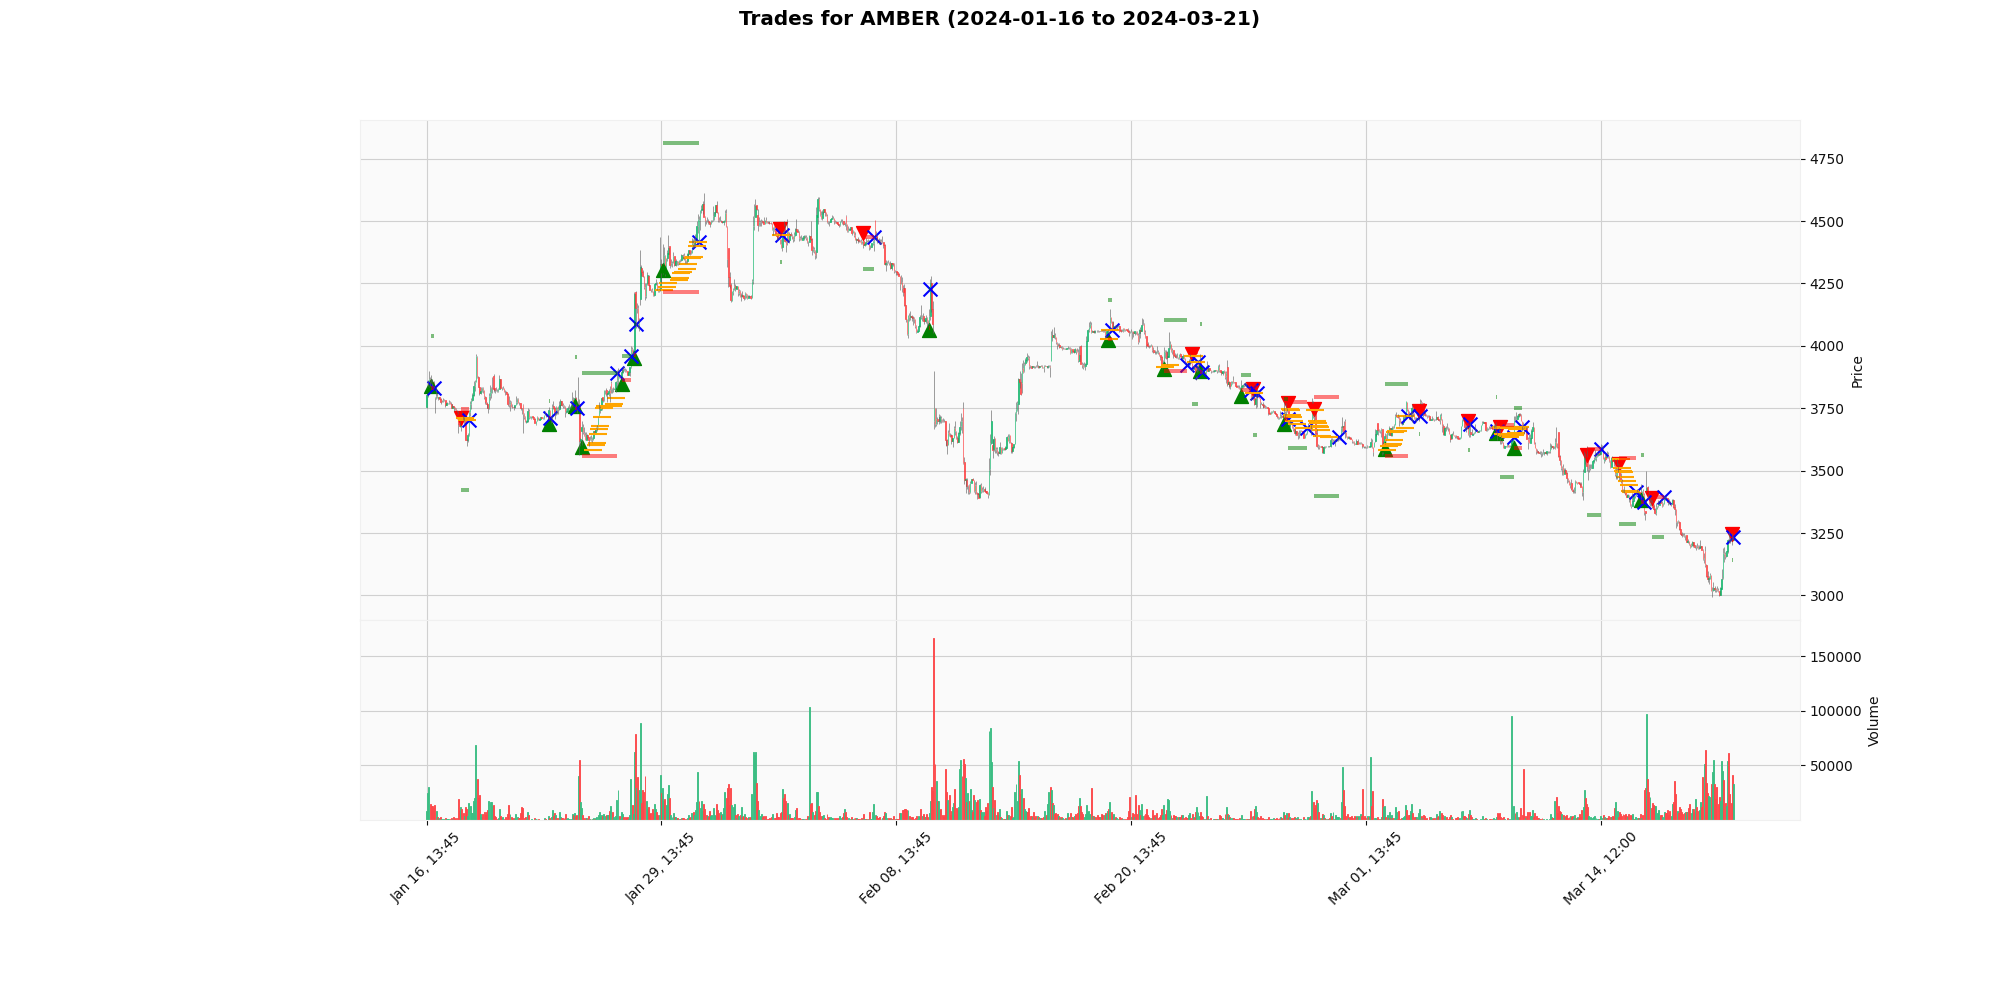 Trades for AMBER (2024-01-16 to 2024-03-21)
4750
4500
4250
4000
3750
3500
3250
3000
Price
150000
100000
50000
Volume
Jan 16, 13:45
Jan 29, 13:45
Feb 08, 13:45
Feb 20, 13:45
Mar 01, 13:45
Mar 14, 12:00